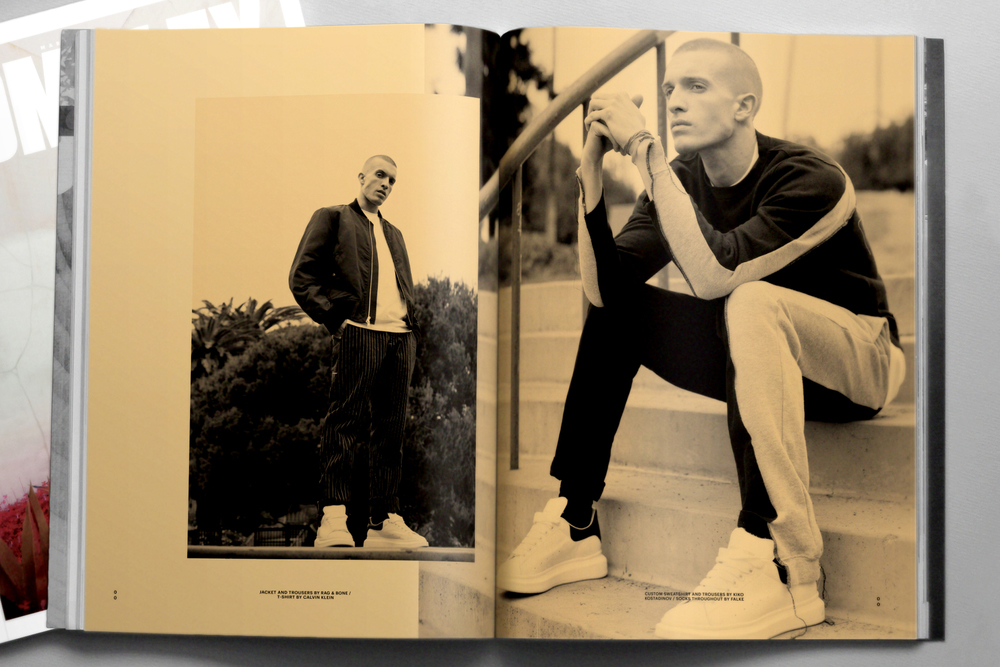 JACKET AND TROUSERS BY RAG & BONE /
T-SHIRT BY CALVIN KLEIN
CUSTOM SWEATSHIRT AND TROUSERS BY KIKO
KOSTADINOV / SOCKS THROUGHOUT BY FALKE